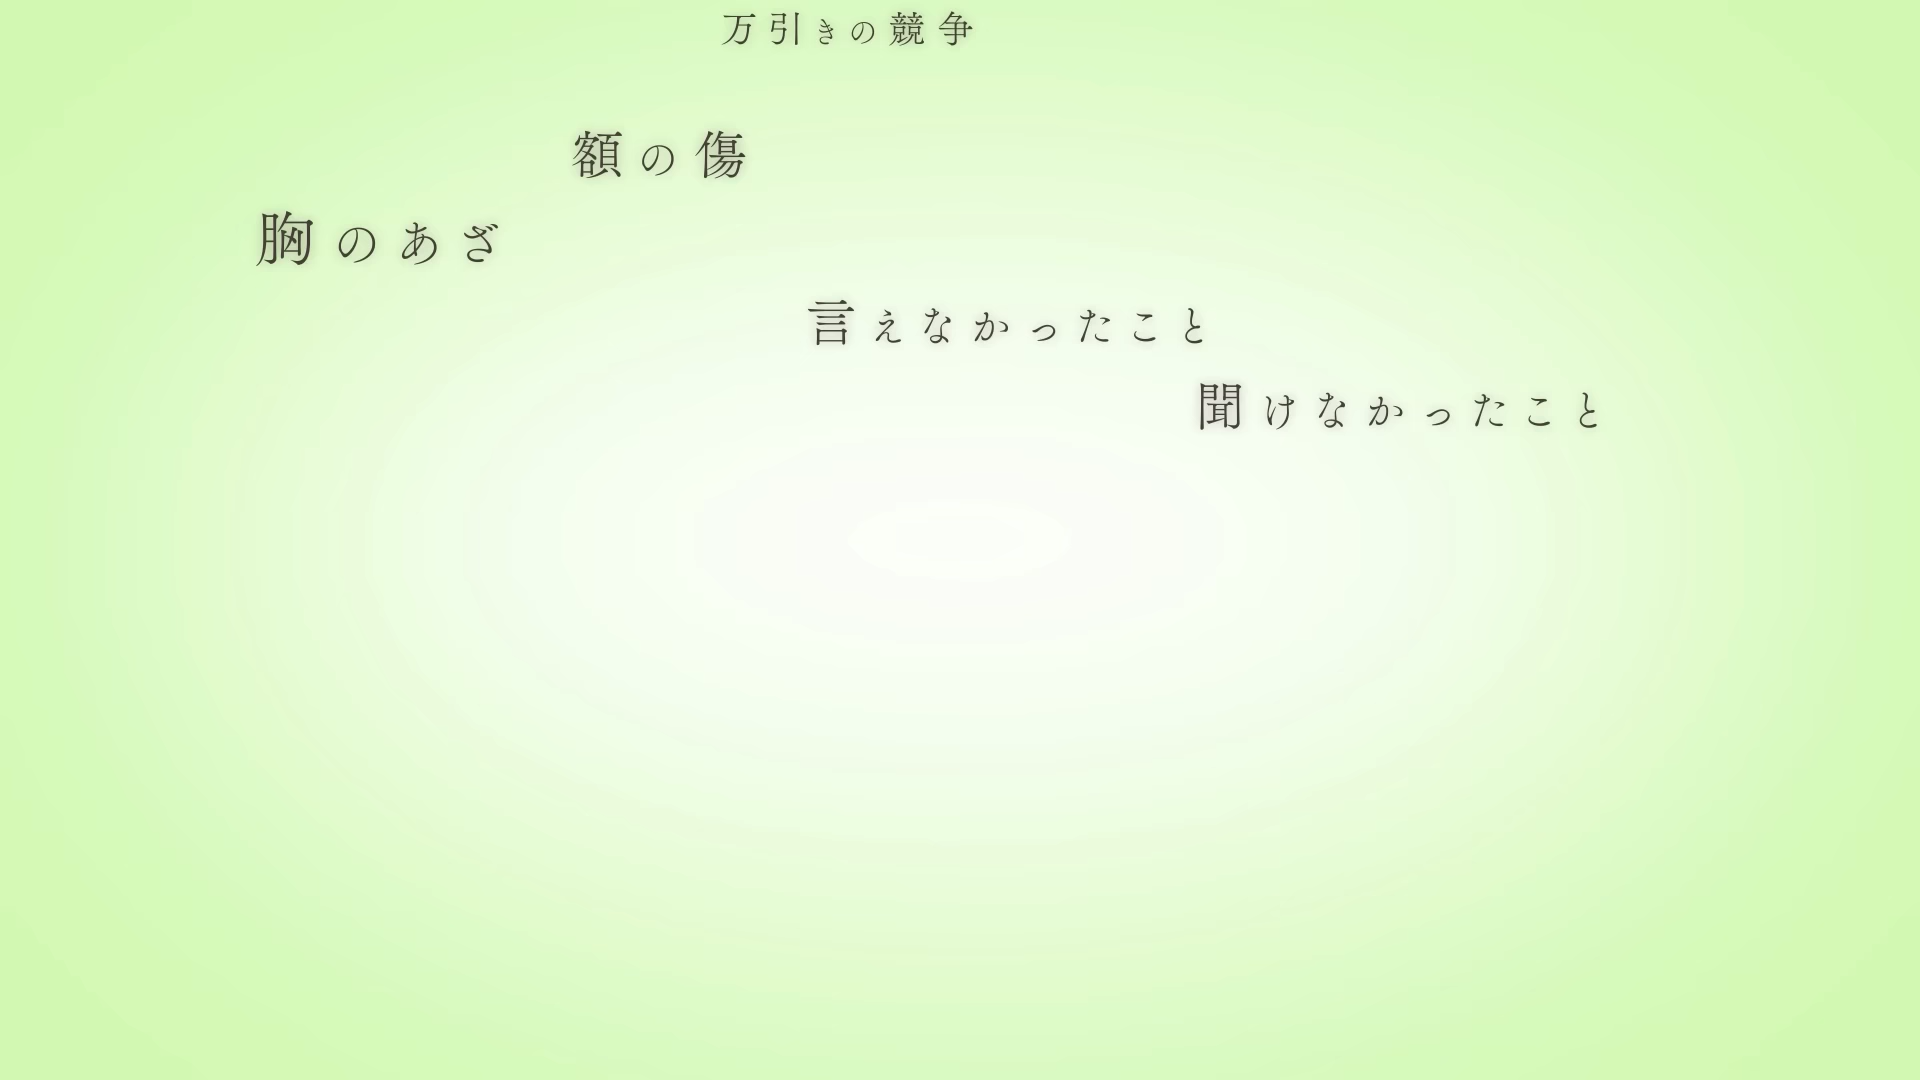 万引きの競争
額の傷
胸のあざ
言えなかったこと
聞けなかったこと